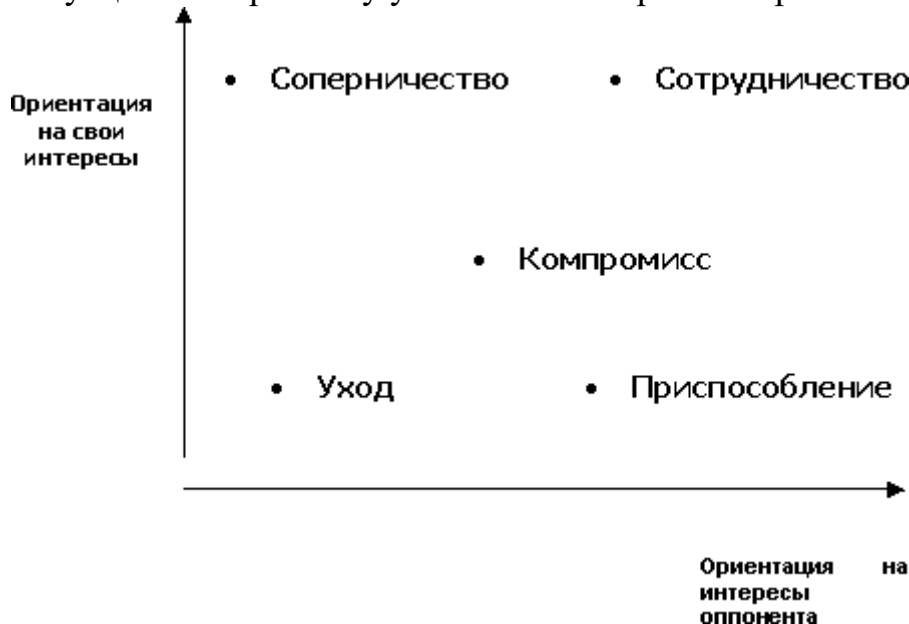 • Соперничество • Сотрудничество
Ориентация
на свои
интересы
• Компромисс
• Уход • Приспособление
Ориентация на
интересы
оппонента